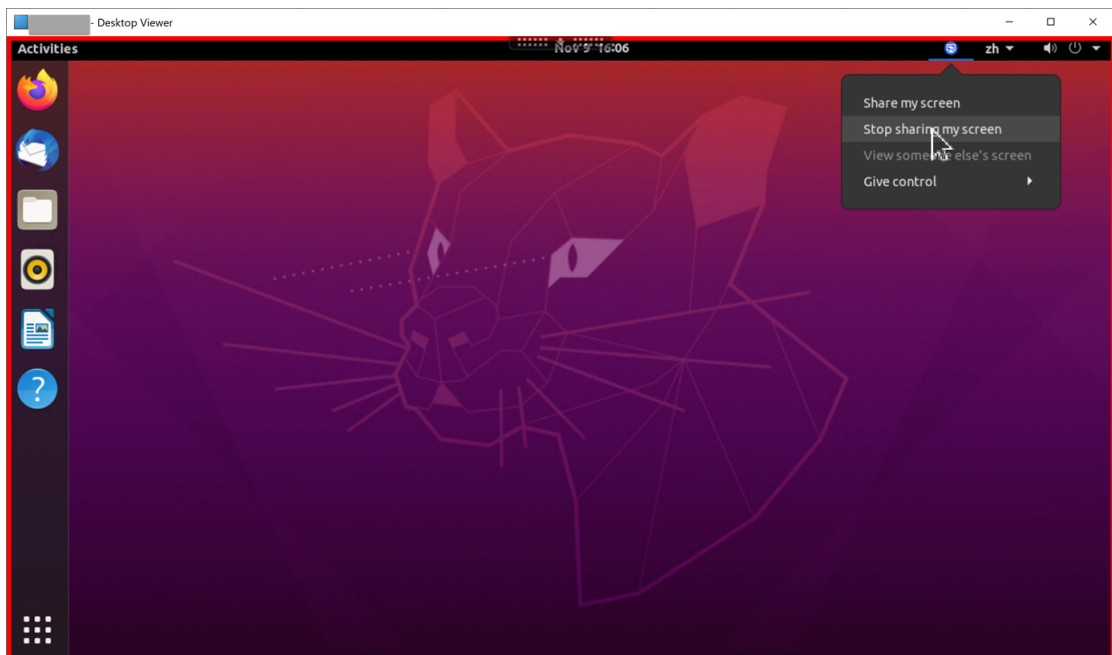 - Desktop Viewer
Activities
Nov 9 16:06
zh
Share my screen
Stop sharing my screen
View someone else's screen
Give control
?